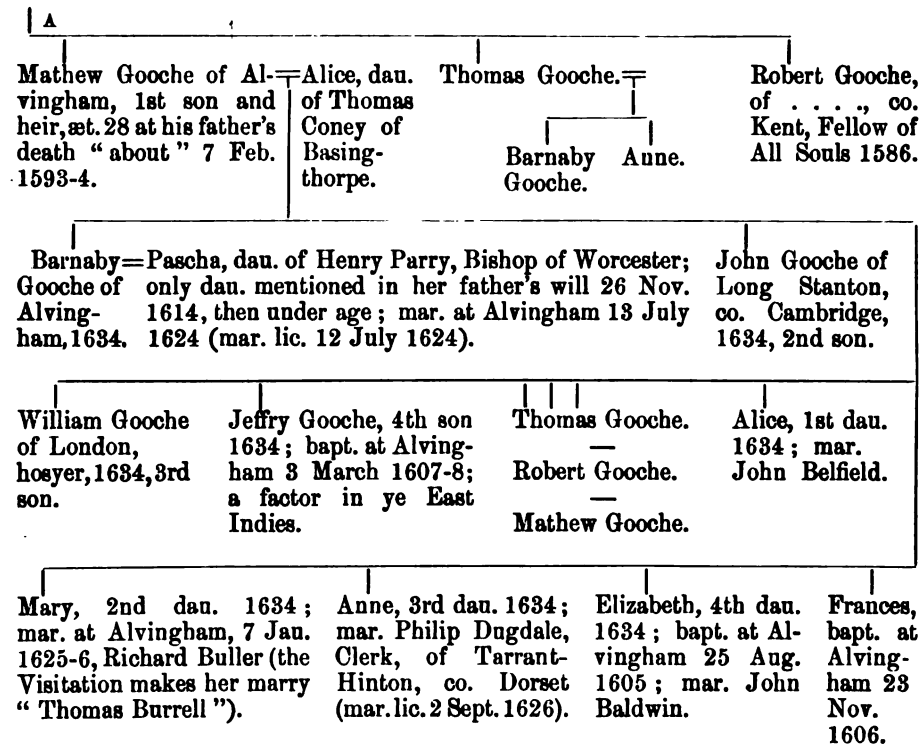 A
Mathew Gooche of Al-
vingham, 1st son and
heir, æt. 28 at his father's
death "about" 7 Feb.
1593-4.
=Alice, dau.
of Thomas
Coney of
Basing-
thorpe.
Thomas Gooche.=
Barnaby
Gooche.
Anne.
Robert Gooche,
of . . . ., co.
Kent, Fellow of
All Souls 1586.
Barnaby
Gooche of
Alving-
ham, 1634.
=Pascha, dau. of Henry Parry, Bishop of Worcester;
only dau. mentioned in her father's will 26 Nov.
1614, then under age; mar. at Alvingham 13 July
1624 (mar. lic. 12 July 1624).
John Gooche of
Long Stanton,
co. Cambridge,
1634, 2nd son.
William Gooche
of London,
hosyer, 1634, 3rd
son.
Jeffry Gooche, 4th son
1634; bapt. at Alving-
ham 3 March 1607-8;
a factor in ye East
Indies.
Thomas Gooche.
—
Robert Gooche.
—
Mathew Gooche.
Alice, 1st dau.
1634; mar.
John Belfield.
Mary, 2nd dau. 1634;
mar. at Alvingham, 7 Jan.
1625-6, Richard Buller (the
Visitation makes her marry
"Thomas Burrell").
Anne, 3rd dau. 1634;
mar. Philip Dugdale,
Clerk, of Tarrant-
Hinton, co. Dorset
(mar. lic. 2 Sept. 1626).
Elizabeth, 4th dau.
1634; bapt. at Al-
vingham 25 Aug.
1605; mar. John
Baldwin.
Frances,
bapt. at
Alving-
ham 23
Nov.
1606.